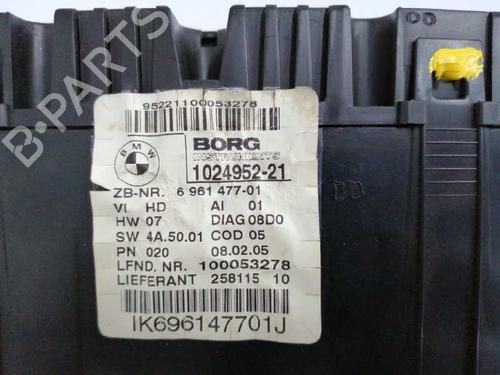 DD
95221100053278
BMW
BORG
INSTRUMENTS
1024952-21
ZB-NR. 6 961 477-01
VI HD AI 01
HW 07 DIAG 08D0
SW 4A.50.01 COD 05
PN 020 08.02.05
LFND. NR. 100053278
LIEFERANT 258115 10
IK696147701J
DD
B-PARTS